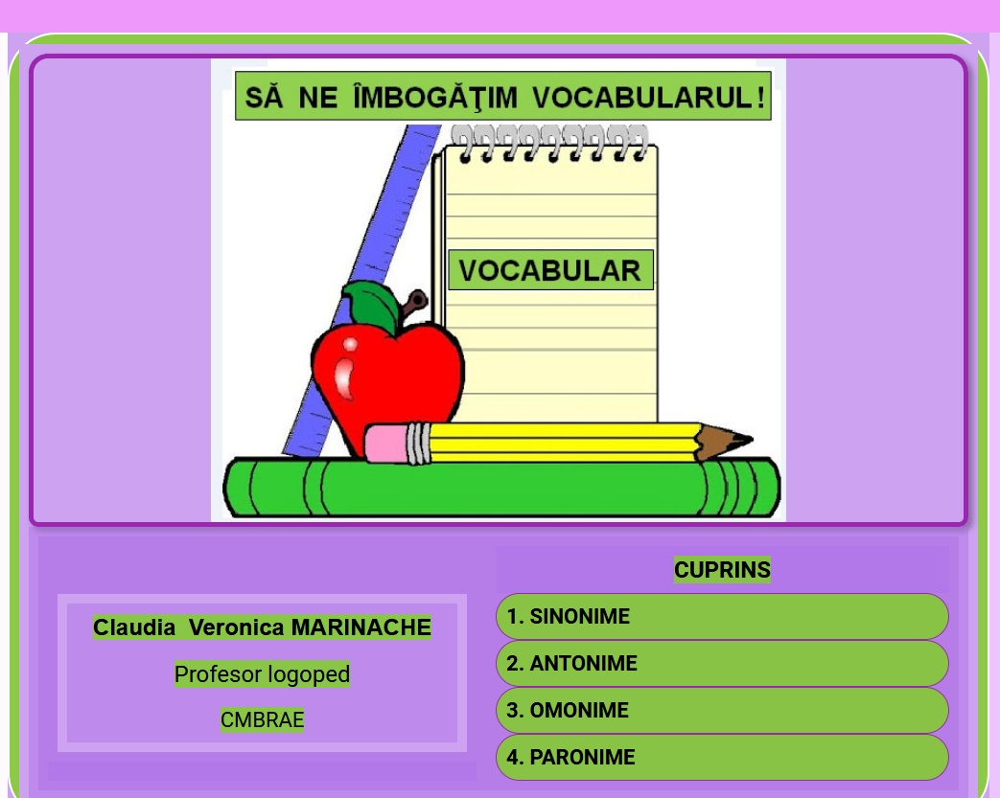 SĂ NE ÎMBOGĂŢIM VOCABULARUL!
VOCABULAR
Claudia Veronica MARINACHE
Profesor logoped
CMBRAE
CUPRINS
1. SINONIME
2. ANTONIME
3. OMONIME
4. PARONIME